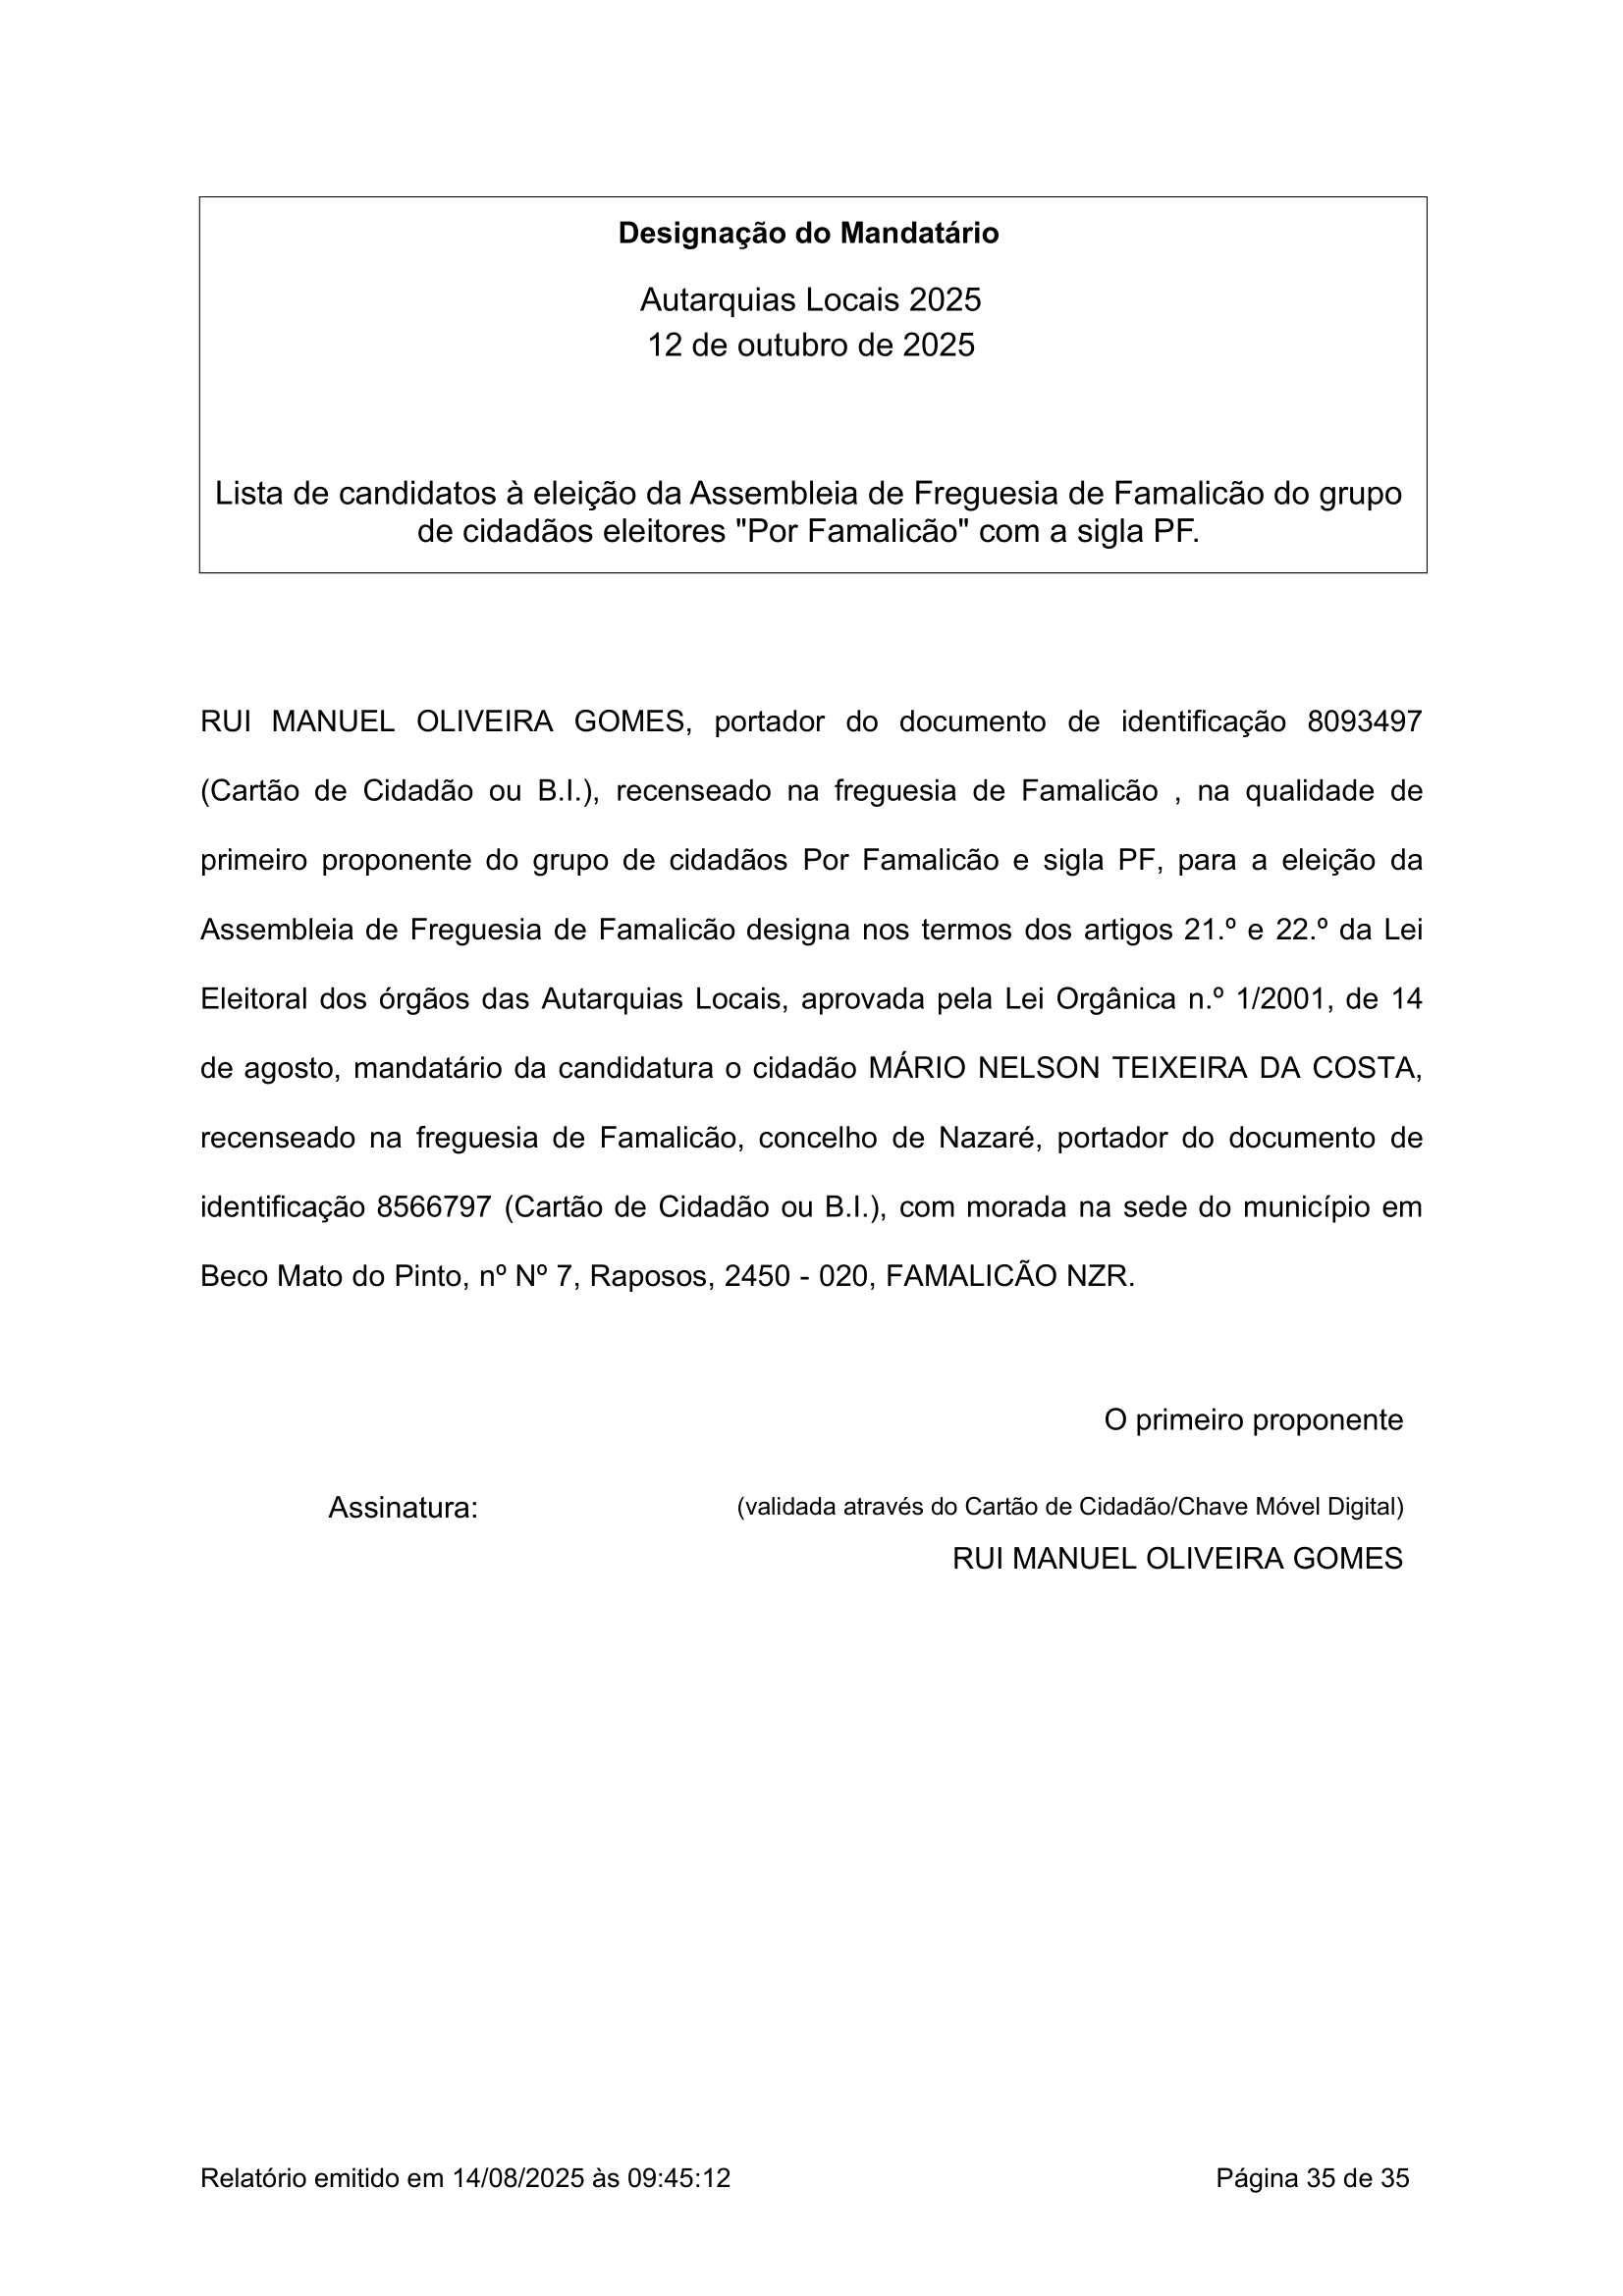 Designação do Mandatário
Autarquias Locais 2025
12 de outubro de 2025
Lista de candidatos à eleição da Assembleia de Freguesia de Famalicão do grupo
de cidadãos eleitores "Por Famalicão" com a sigla PF.
RUI MANUEL OLIVEIRA GOMES, portador do documento de identificação 8093497
(Cartão de Cidadão ou B.I.), recenseado na freguesia de Famalicão , na qualidade de
primeiro proponente do grupo de cidadãos Por Famalicão e sigla PF, para a eleição da
Assembleia de Freguesia de Famalicão designa nos termos dos artigos 21.º e 22.º da Lei
Eleitoral dos órgãos das Autarquias Locais, aprovada pela Lei Orgânica n.º 1/2001, de 14
de agosto, mandatário da candidatura o cidadão MÁRIO NELSON TEIXEIRA DA COSTA,
recenseado na freguesia de Famalicão, concelho de Nazaré, portador do documento de
identificação 8566797 (Cartão de Cidadão ou B.I.), com morada na sede do município em
Beco Mato do Pinto, nº Nº 7, Raposos, 2450 - 020, FAMALICÃO NZR.
O primeiro proponente
Assinatura: (validada através do Cartão de Cidadão/Chave Móvel Digital)
RUI MANUEL OLIVEIRA GOMES
Relatório emitido em 14/08/2025 às 09:45:12 Página 35 de 35